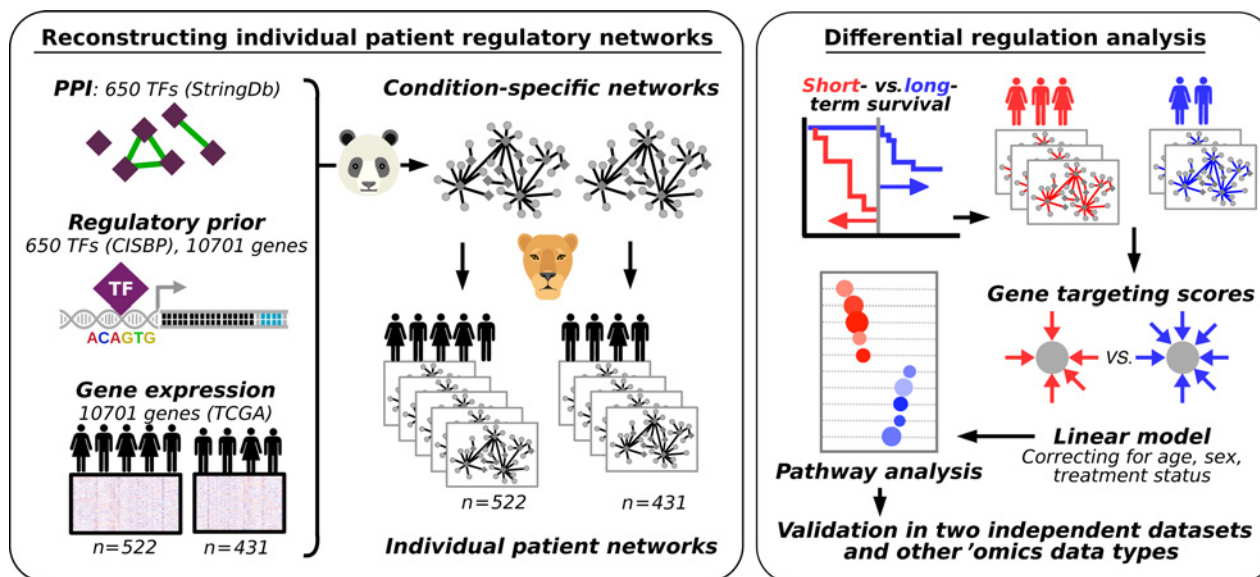 Reconstructing individual patient regulatory networks
PPI: 650 TFs (StringDb)
Regulatory prior
650 TFs (CISBP), 10701 genes
TF
ACAGTG
Gene expression
10701 genes (TCGA)
n=522
n=431
Condition-specific networks
n=522
n=431
Individual patient networks
Differential regulation analysis
Short- vs. long-
term survival
Gene targeting scores
vs.
Linear model
Correcting for age, sex,
treatment status
Pathway analysis
Validation in two independent datasets
and other 'omics data types